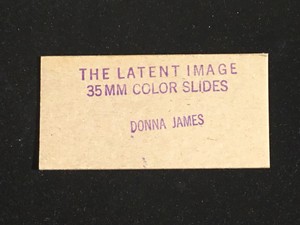 THE LATENT IMAGE
35MM COLOR SLIDES
DONNA JAMES